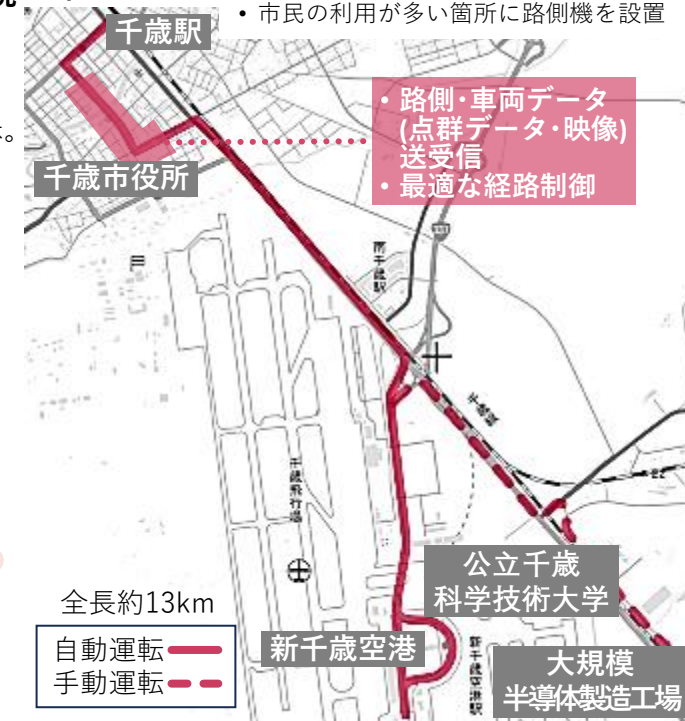 • 市民の利用が多い箇所に路側機を設置
千歳駅
。
• 路側・車両データ
(点群データ・映像)
送受信
• 最適な経路制御
千歳市役所
南千歳駅
千歳線
千歳飛行場
公立千歳
科学技術大学
全長約13km
自動運転
手動運転
新千歳空港
新千歳空港駅
大規模
半導体製造工場